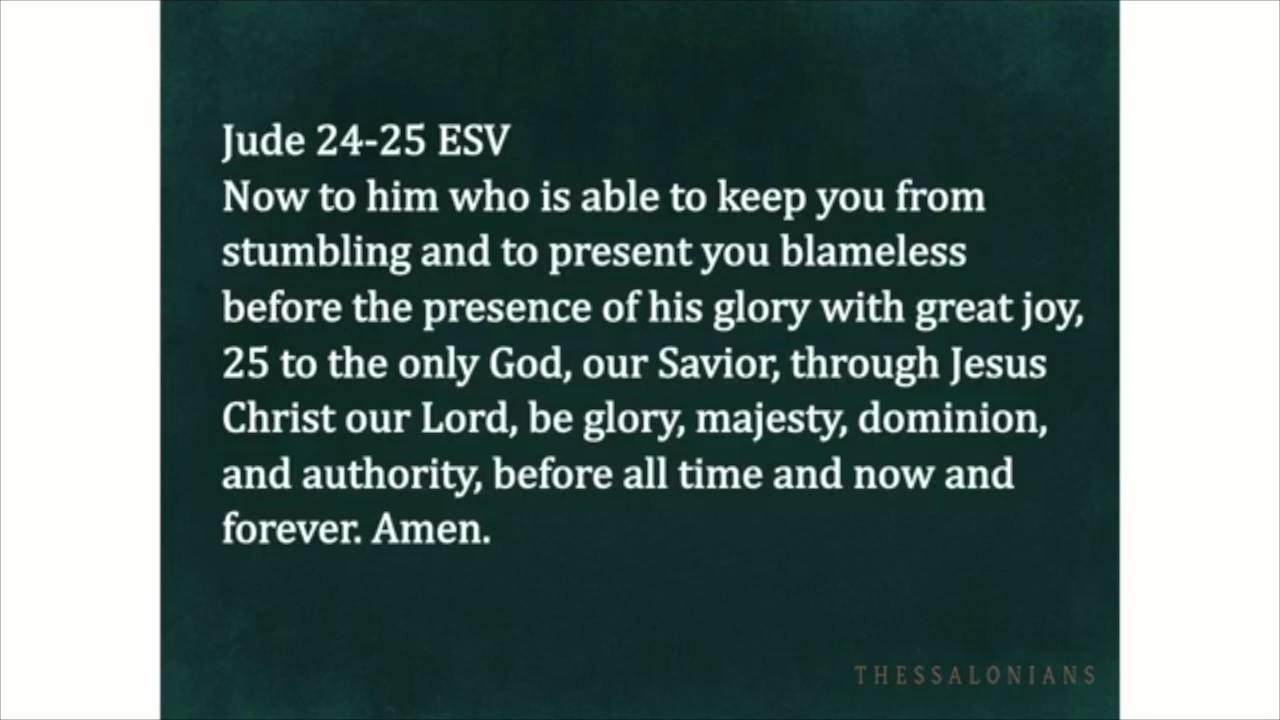 Jude 24-25 ESV
Now to him who is able to keep you from
stumbling and to present you blameless
before the presence of his glory with great joy,
25 to the only God, our Savior, through Jesus
Christ our Lord, be glory, majesty, dominion,
and authority, before all time and now and
forever. Amen.
THESSALONIANS